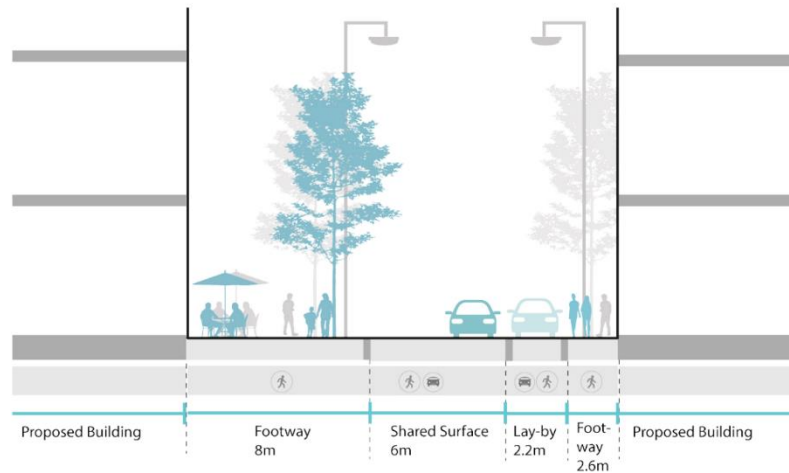 Proposed Building
Footway
8m
Shared Surface
6m
Lay-by
2.2m
Foot-
way
2.6m
Proposed Building